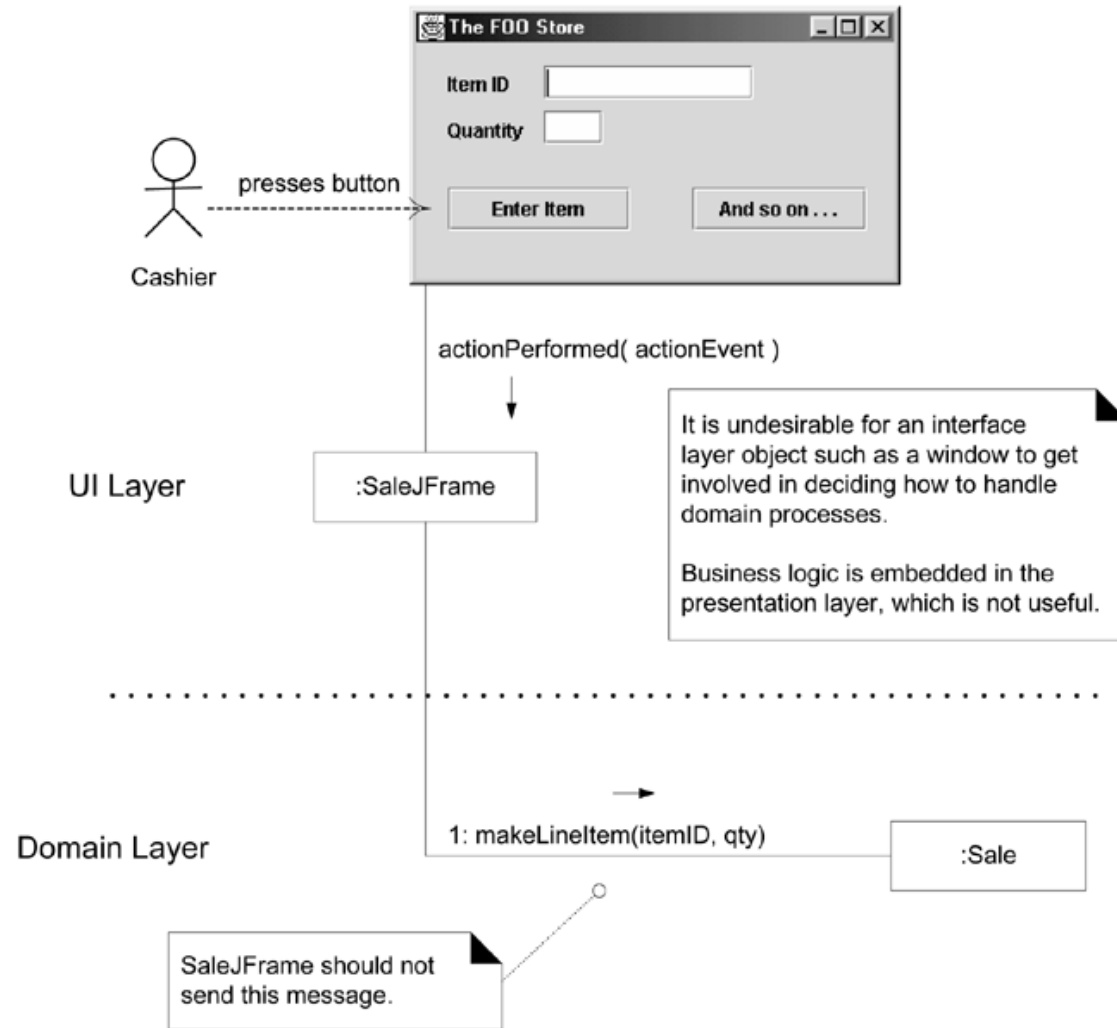 The FOO Store
Item ID
Quantity
presses button
Enter Item
And so on . . .
Cashier
actionPerformed( actionEvent )
It is undesirable for an interface
layer object such as a window to get
involved in deciding how to handle
domain processes.
Business logic is embedded in the
presentation layer, which is not useful.
UI Layer
:SaleJFrame
Domain Layer
1: makeLineItem(itemID, qty)
:Sale
SaleJFrame should not
send this message.